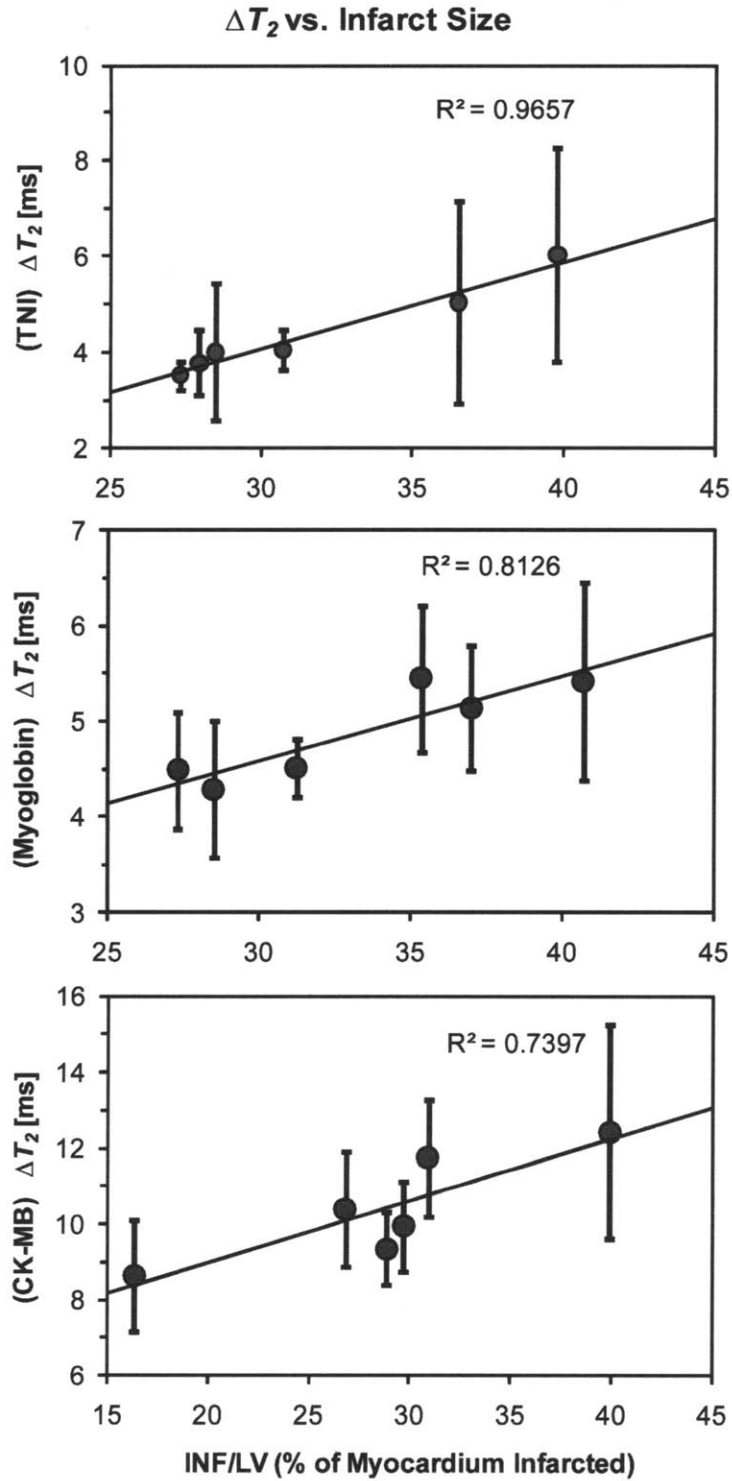 ΔT₂ vs. Infarct Size
10
8
6
4
2
(TNI) ΔT₂ [ms]
R² = 0.9657
25 30 35 40 45
7
6
5
4
3
(Myoglobin) ΔT₂ [ms]
R² = 0.8126
25 30 35 40 45
16
14
12
10
8
6
(CK-MB) ΔT₂ [ms]
R² = 0.7397
15 20 25 30 35 40 45
INF/LV (% of Myocardium Infarcted)